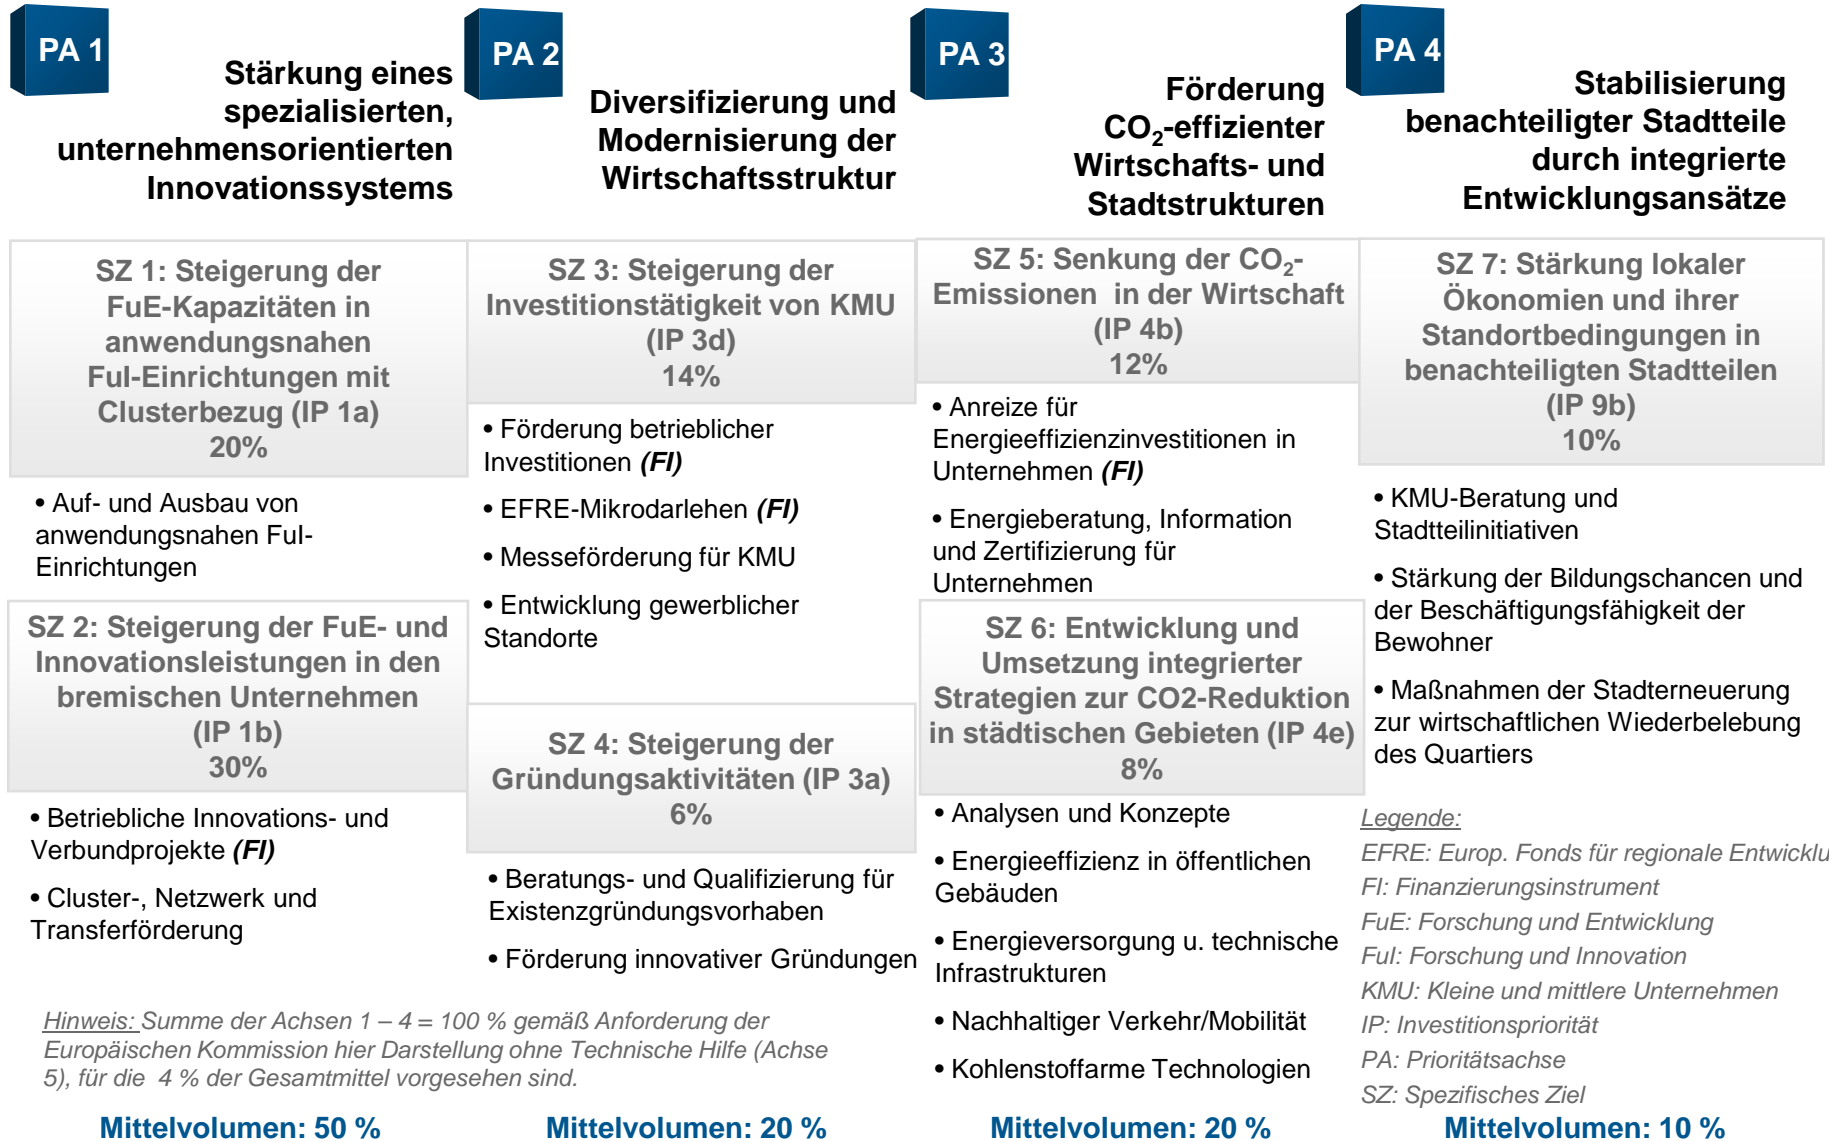 PA 1
Stärkung eines
spezialisierten,
unternehmensorientierten
Innovationssystems
SZ 1: Steigerung der
FuE-Kapazitäten in
anwendungsnahen
FuI-Einrichtungen mit
Clusterbezug (IP 1a)
20%
• Auf- und Ausbau von
anwendungsnahen FuI-
Einrichtungen
SZ 2: Steigerung der FuE- und
Innovationsleistungen in den
bremischen Unternehmen
(IP 1b)
30%
• Betriebliche Innovations- und
Verbundprojekte (FI)
• Cluster-, Netzwerk und
Transferförderung
PA 2
Diversifizierung und
Modernisierung der
Wirtschaftsstruktur
SZ 3: Steigerung der
Investitionstätigkeit von KMU
(IP 3d)
14%
• Förderung betrieblicher
Investitionen (FI)
• EFRE-Mikrodarlehen (FI)
• Messeförderung für KMU
• Entwicklung gewerblicher
Standorte
SZ 4: Steigerung der
Gründungsaktivitäten (IP 3a)
6%
• Beratungs- und Qualifizierung für
Existenzgründungsvorhaben
• Förderung innovativer Gründungen
PA 3
Förderung
CO₂-effizienter
Wirtschafts- und
Stadtstrukturen
SZ 5: Senkung der CO₂-
Emissionen in der Wirtschaft
(IP 4b)
12%
• Anreize für
Energieeffizienzinvestitionen in
Unternehmen (FI)
• Energieberatung, Information
und Zertifizierung für
Unternehmen
SZ 6: Entwicklung und
Umsetzung integrierter
Strategien zur CO2-Reduktion
in städtischen Gebieten (IP 4e)
8%
• Analysen und Konzepte
• Energieeffizienz in öffentlichen
Gebäuden
• Energieversorgung u. technische
Infrastrukturen
• Nachhaltiger Verkehr/Mobilität
• Kohlenstoffarme Technologien
PA 4
Stabilisierung
benachteiligter Stadtteile
durch integrierte
Entwicklungsansätze
SZ 7: Stärkung lokaler
Ökonomien und ihrer
Standortbedingungen in
benachteiligten Stadtteilen
(IP 9b)
10%
• KMU-Beratung und
Stadtteilinitiativen
• Stärkung der Bildungschancen und
der Beschäftigungsfähigkeit der
Bewohner
• Maßnahmen der Stadterneuerung
zur wirtschaftlichen Wiederbelebung
des Quartiers
Legende:
EFRE: Europ. Fonds für regionale Entwicklu
FI: Finanzierungsinstrument
FuE: Forschung und Entwicklung
FuI: Forschung und Innovation
KMU: Kleine und mittlere Unternehmen
IP: Investitionspriorität
PA: Prioritätsachse
SZ: Spezifisches Ziel
Hinweis: Summe der Achsen 1 – 4 = 100 % gemäß Anforderung der
Europäischen Kommission hier Darstellung ohne Technische Hilfe (Achse
5), für die 4 % der Gesamtmittel vorgesehen sind.
Mittelvolumen: 50 %
Mittelvolumen: 20 %
Mittelvolumen: 20 %
Mittelvolumen: 10 %